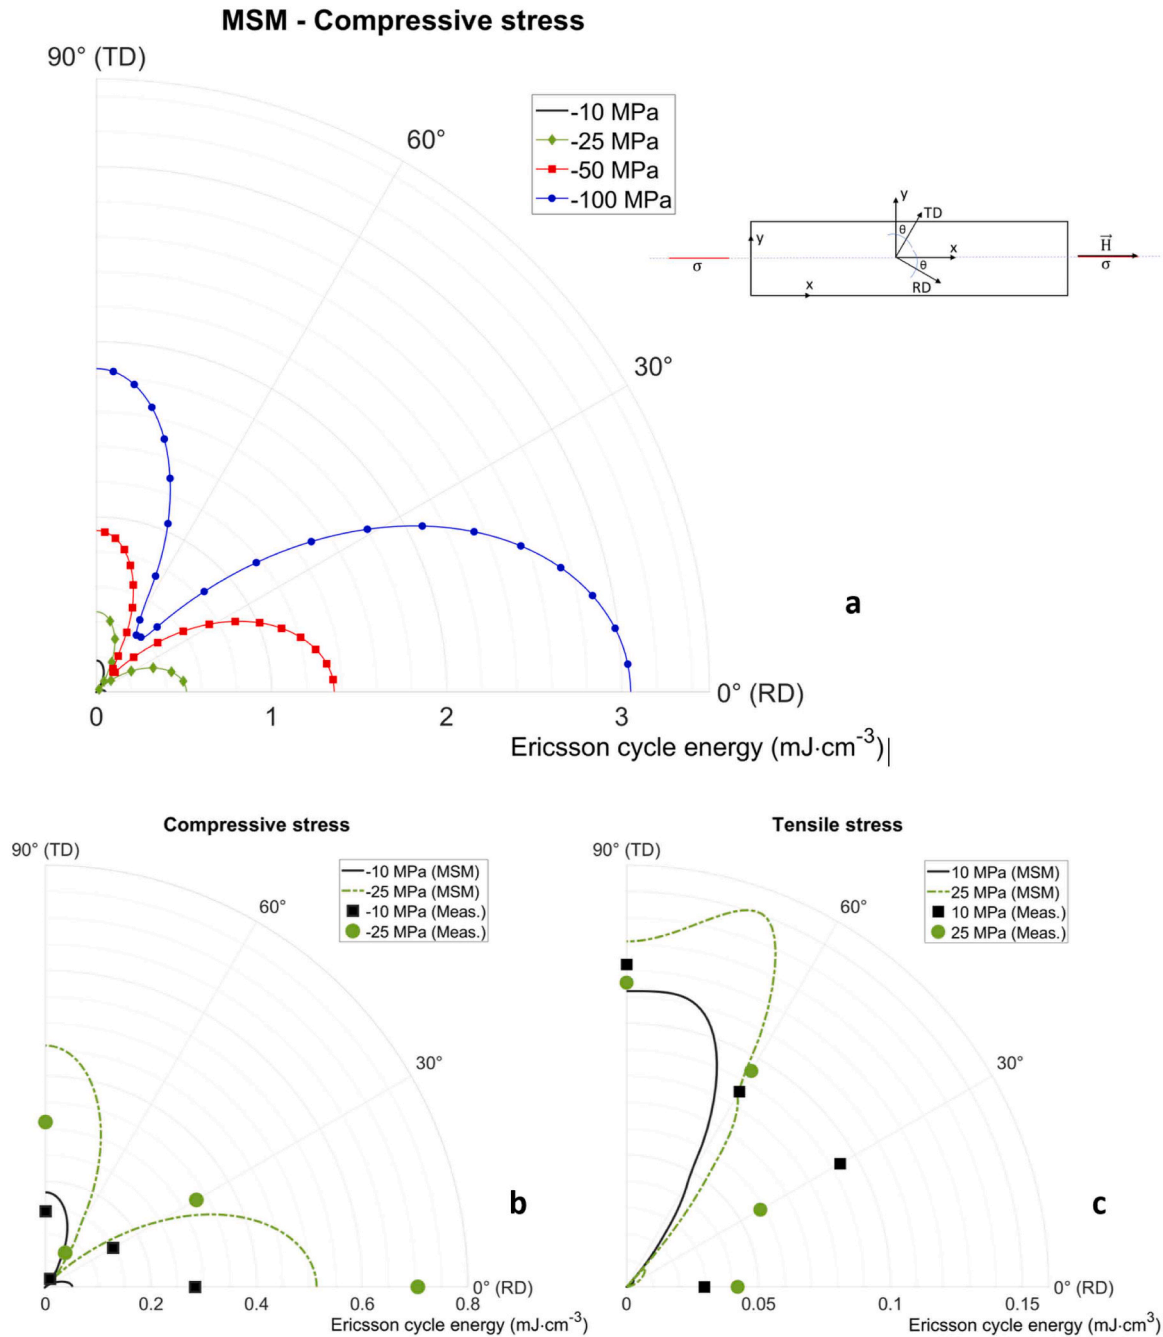 MSM - Compressive stress
90° (TD)
60°
30°
0° (RD)
-10 MPa
-25 MPa
-50 MPa
-100 MPa
y
TD
θ
y
x
θ
RD
x
σ
H
σ
a
0 1 2 3
Ericsson cycle energy (mJ·cm-3)
Compressive stress
90° (TD)
60°
30°
0° (RD)
-10 MPa (MSM)
-25 MPa (MSM)
-10 MPa (Meas.)
-25 MPa (Meas.)
b
0 0.2 0.4 0.6 0.8
Ericsson cycle energy (mJ·cm-3)
Tensile stress
90° (TD)
60°
30°
0° (RD)
10 MPa (MSM)
25 MPa (MSM)
10 MPa (Meas.)
25 MPa (Meas.)
c
0 0.05 0.1 0.15
Ericsson cycle energy (mJ·cm-3)